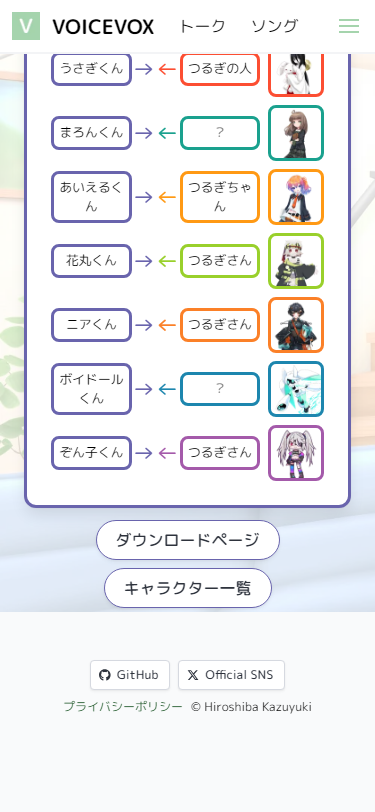 V VOICEVOX トーク ソング
うさぎくん つるぎの人
まろんくん ?
あいえるく
ん
つるぎちゃ
ん
花丸くん つるぎさん
ニアくん つるぎさん
ボイドール
くん
?
ぞん子くん つるぎさん
ダウンロードページ
キャラクター一覧
GitHub Official SNS
プライバシーポリシー © Hiroshiba Kazuyuki